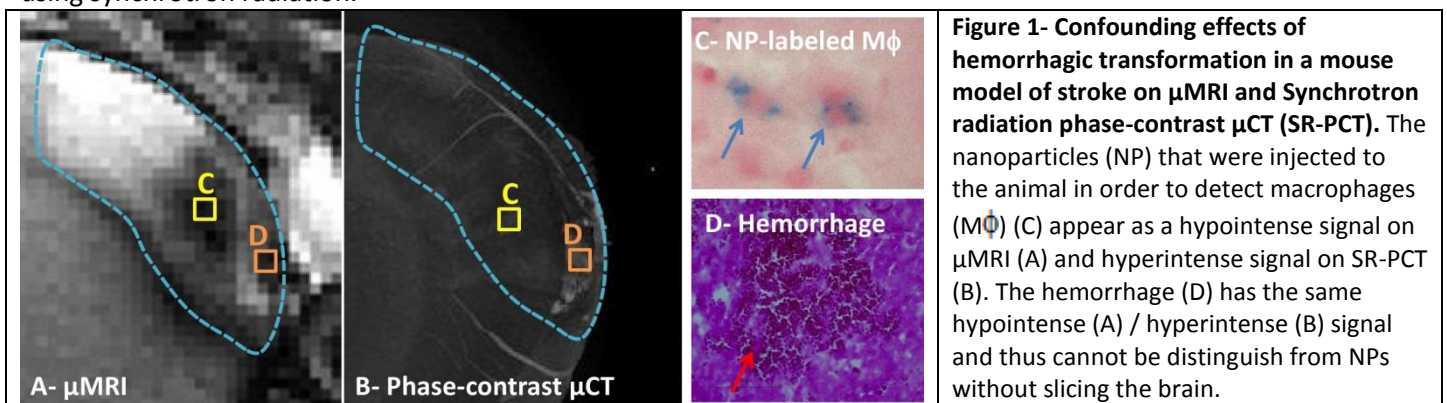 using synchrotron radiation.
C
D
A- μMRI
C
D
B- Phase-contrast μCT
C- NP-labeled Mϕ
D- Hemorrhage
Figure 1- Confounding effects of
hemorrhagic transformation in a mouse
model of stroke on μMRI and Synchrotron
radiation phase-contrast μCT (SR-PCT). The
nanoparticles (NP) that were injected to
the animal in order to detect macrophages
(MΦ) (C) appear as a hypointense signal on
μMRI (A) and hyperintense signal on SR-PCT
(B). The hemorrhage (D) has the same
hypointense (A) / hyperintense (B) signal
and thus cannot be distinguish from NPs
without slicing the brain.